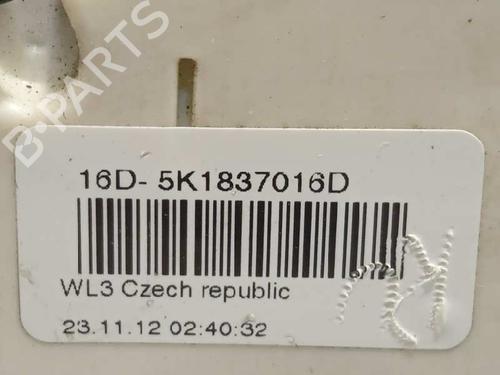 B-PARTS
16D- 5K1837016D
WL3 Czech republic
23.11.12 02:40:32